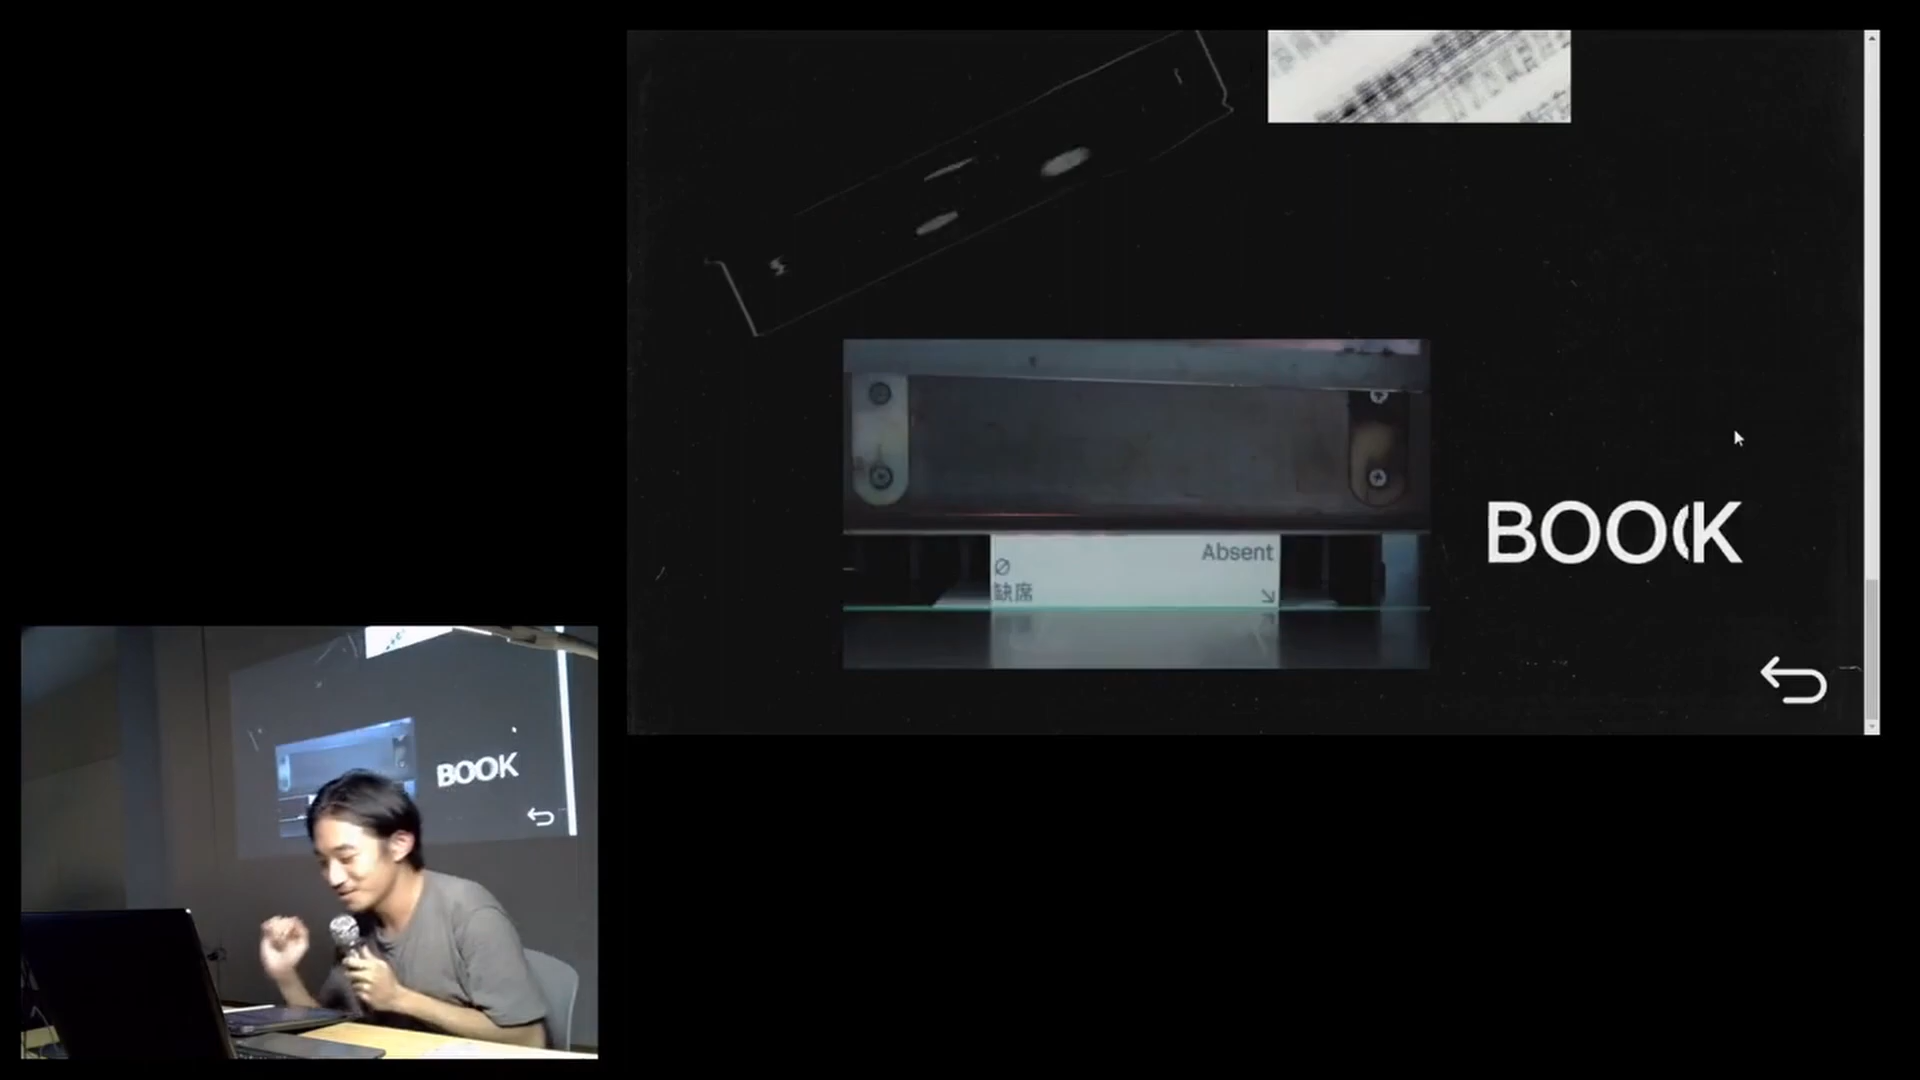 Absent
∅
缺席
↘
BOOK
BOOK